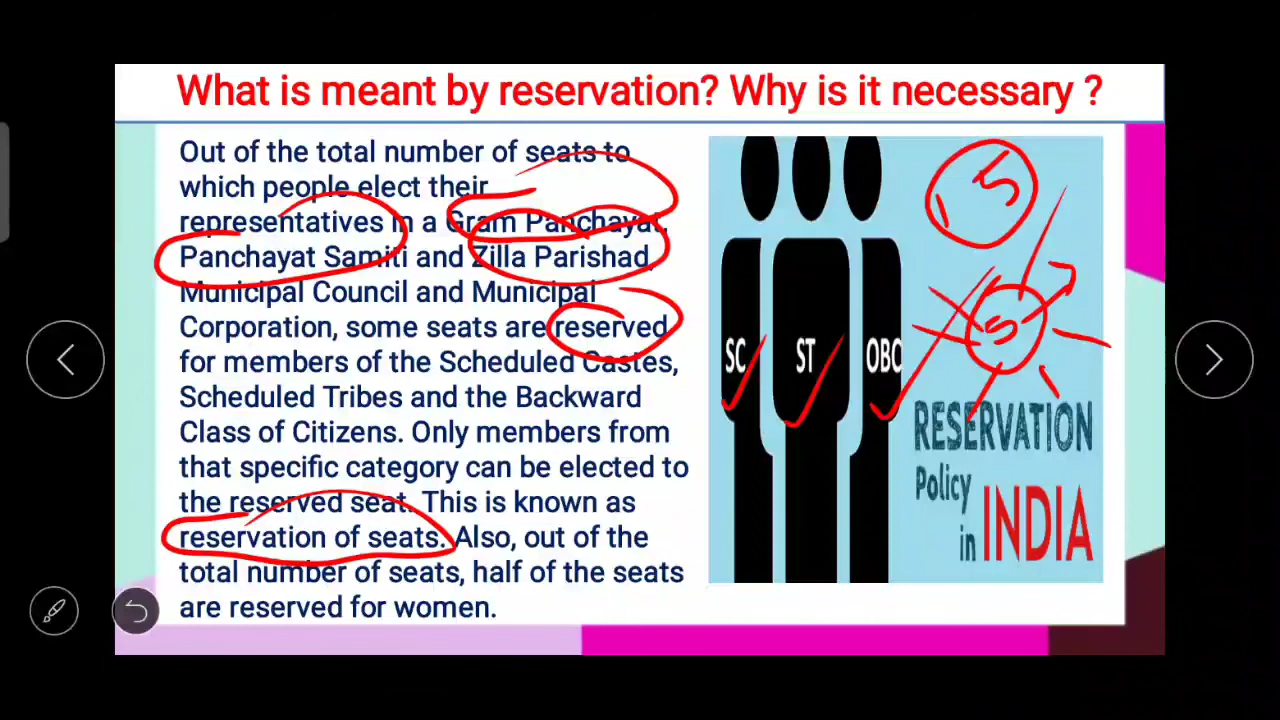 What is meant by reservation? Why is it necessary ?
Out of the total number of seats to
which people elect their
representatives in a Gram Panchayat,
Panchayat Samiti and Zilla Parishad,
Municipal Council and Municipal
Corporation, some seats are reserved
for members of the Scheduled Castes,
Scheduled Tribes and the Backward
Class of Citizens. Only members from
that specific category can be elected to
the reserved seat. This is known as
reservation of seats. Also, out of the
total number of seats, half of the seats
are reserved for women.
15
5
SC ST OBC
RESERVATION
Policy
in INDIA